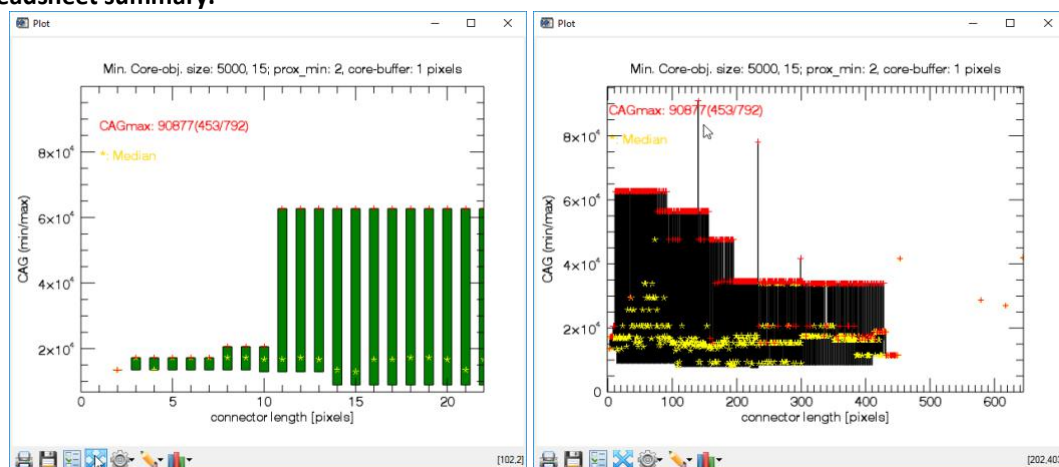 eadsheet summary.
Plot
Min. Core-obj. size: 5000, 15; prox_min: 2, core-buffer: 1 pixels
CAGmax: 90877(453/792)
*: Median
8×10⁴
6×10⁴
4×10⁴
2×10⁴
CAG (min/max)
0 5 10 15 20
connector length [pixels]
[102,2]
Plot
Min. Core-obj. size: 5000, 15; prox_min: 2, core-buffer: 1 pixels
CAGmax: 90877(453/792)
*: Median
8×10⁴
6×10⁴
4×10⁴
2×10⁴
0
CAG (min/max)
0 100 200 300 400 500 600
connector length [pixels]
[202,40